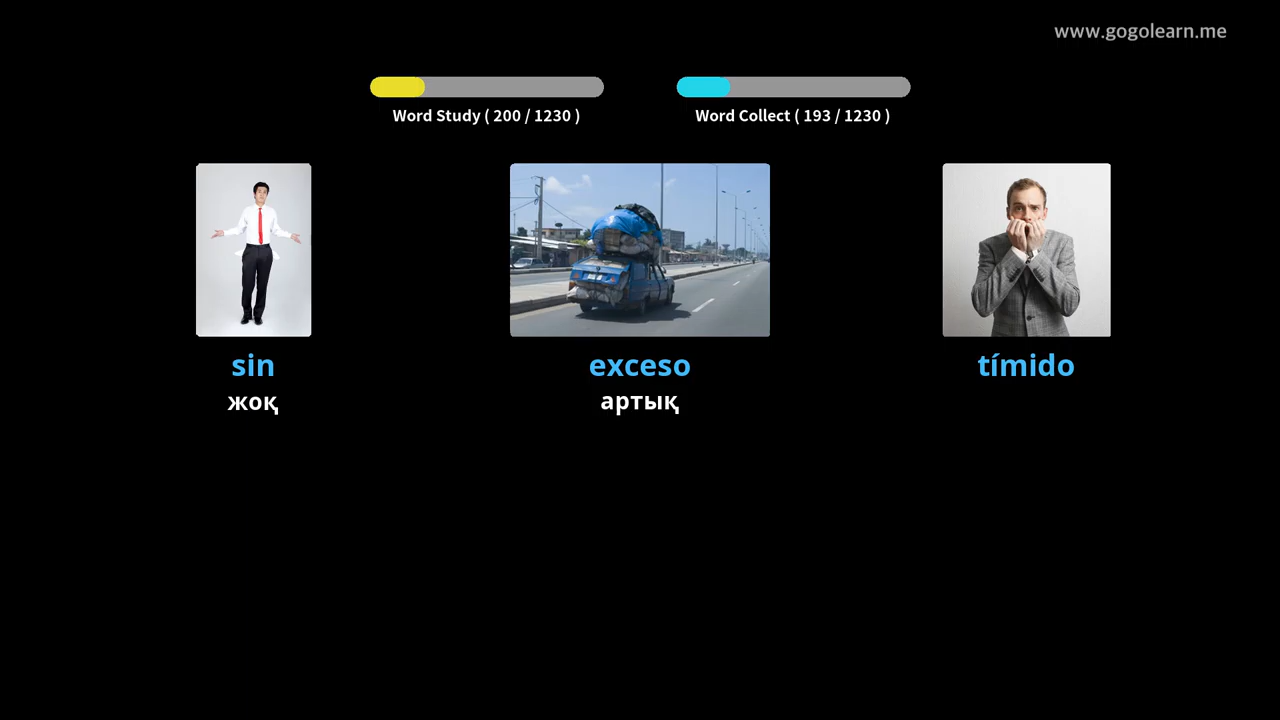 www.gogolearn.me
Word Study ( 200 / 1230 )
Word Collect ( 193 / 1230 )
sin
exceso
tímido
жоқ
артық